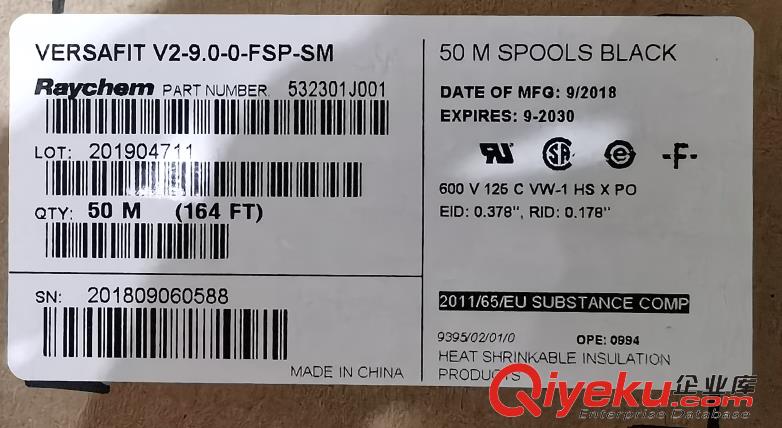 VERSAFIT V2-9.0-0-FSP-SM
Raychem PART NUMBER. 532301J001
LOT: 201904711
QTY: 50 M (164 FT)
SN: 201809060588
MADE IN CHINA
50 M SPOOLS BLACK
DATE OF MFG: 9/2018
EXPIRES: 9-2030
-F-
600 V 125 C VW-1 HS X PO
EID: 0.378", RID: 0.178"
2011/65/EU SUBSTANCE COMP
9395/02/01/0 OPE: 0994
HEAT SHRINKABLE INSULATION
PRODUCTS
Qiyeku 企业库
Enterprise Database